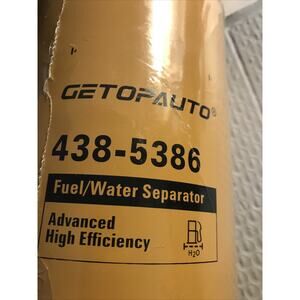 GETOPAUTO®
438-5386
Fuel/Water Separator
Advanced
High Efficiency
H₂O